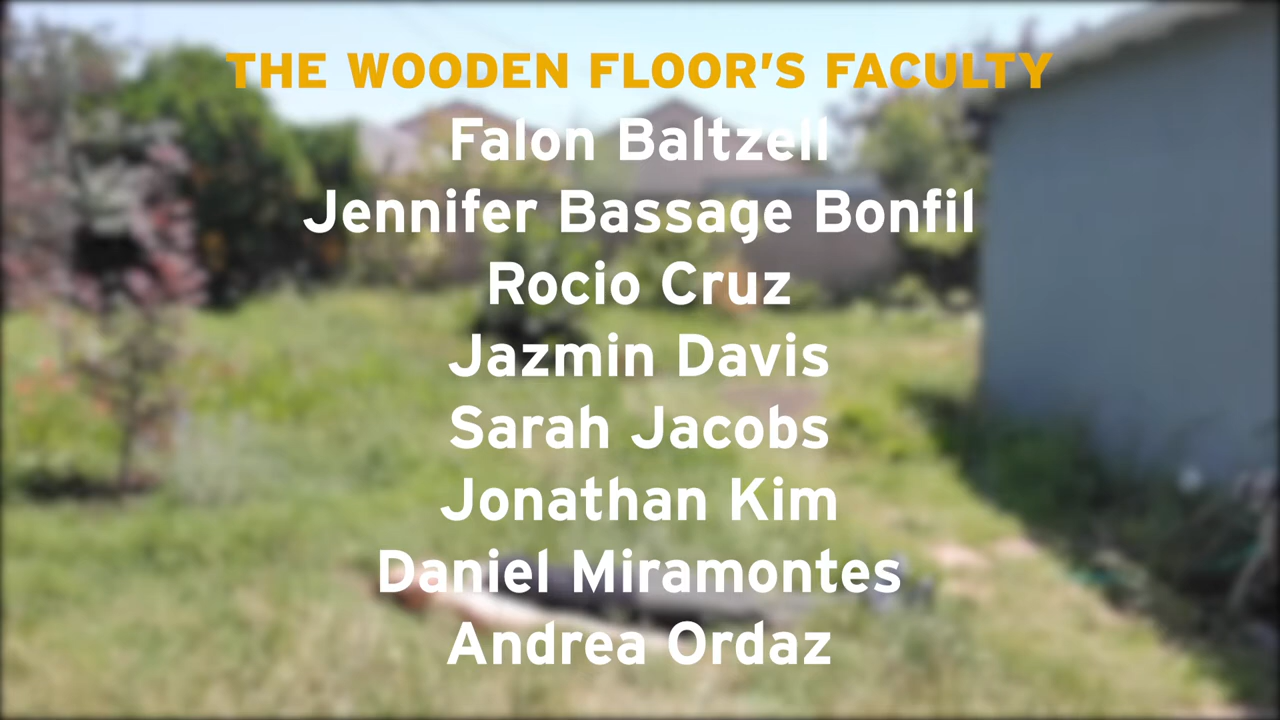 THE WOODEN FLOOR'S FACULTY
Falon Baltzell
Jennifer Bassage Bonfil
Rocio Cruz
Jazmin Davis
Sarah Jacobs
Jonathan Kim
Daniel Miramontes
Andrea Ordaz